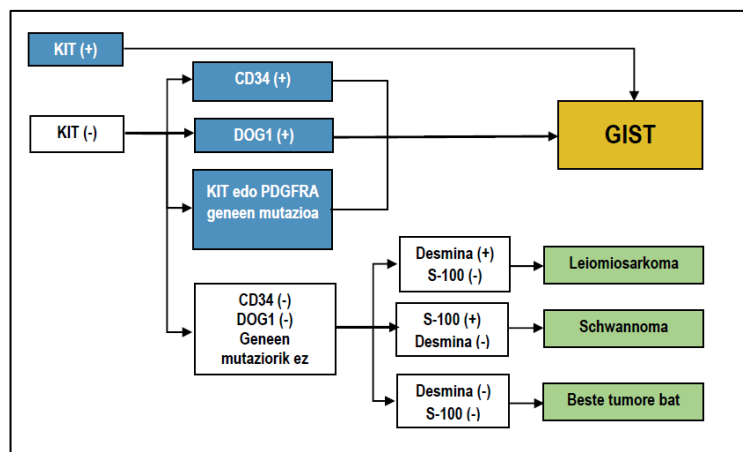 KIT (+)
CD34 (+)
KIT (-)
DOG1 (+)
GIST
KIT edo PDGFRA
geneen mutazioa
Desmina (+)
S-100 (-)
Leiomiosarkoma
CD34 (-)
DOG1 (-)
Geneen
mutaziorik ez
S-100 (+)
Desmina (-)
Schwannoma
Desmina (-)
S-100 (-)
Beste tumore bat